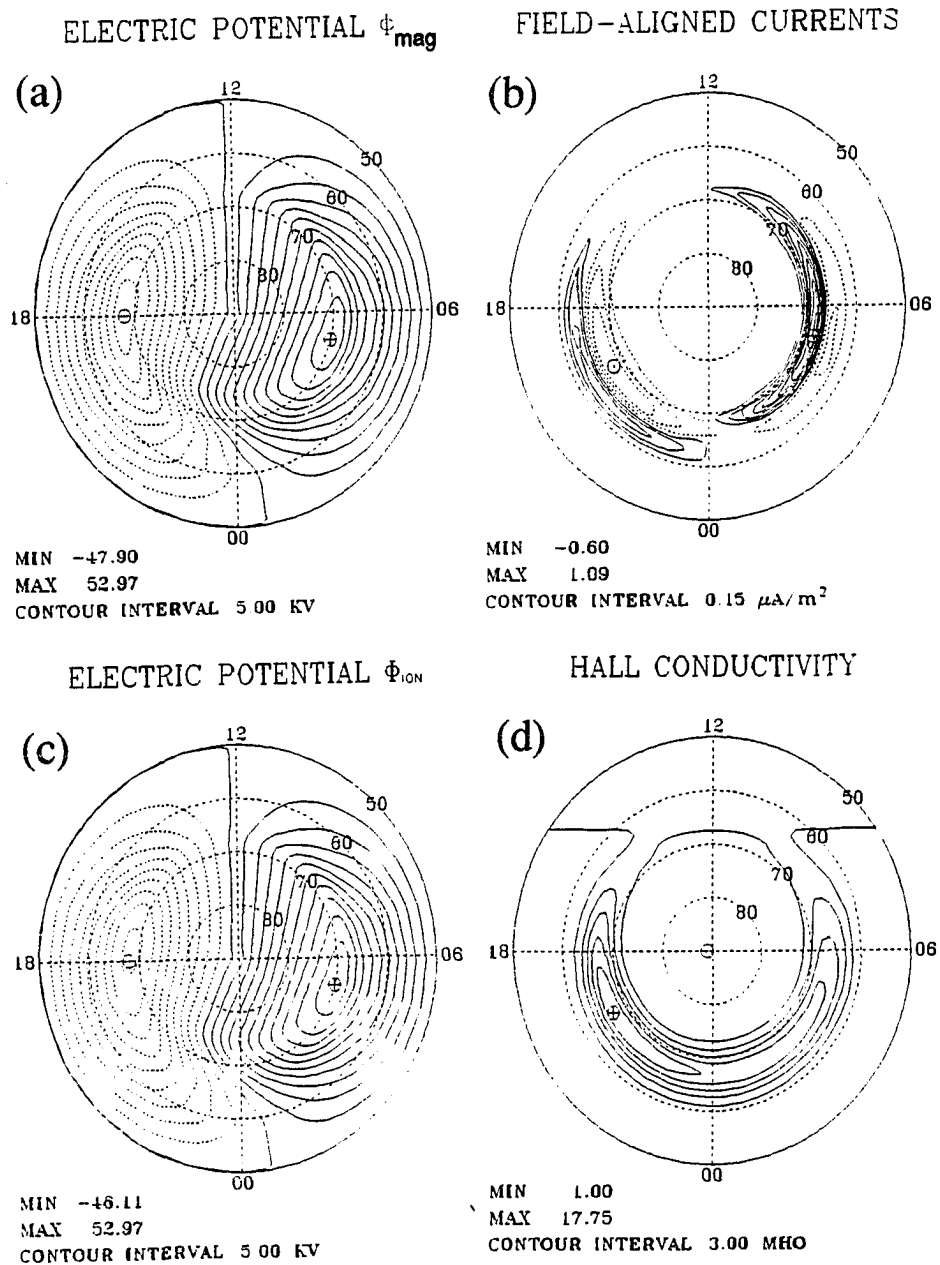 ELECTRIC POTENTIAL ϕmag
FIELD-ALIGNED CURRENTS
(a)
12
50
60
70
80
18
06
00
MIN -47.90
MAX 52.97
CONTOUR INTERVAL 5.00 KV
(b)
12
50
60
70
80
18
06
00
MIN -0.60
MAX 1.09
CONTOUR INTERVAL 0.15 μA/m²
ELECTRIC POTENTIAL ΦION
HALL CONDUCTIVITY
(c)
12
50
60
70
80
18
06
00
MIN -46.11
MAX 52.97
CONTOUR INTERVAL 5.00 KV
(d)
12
50
60
70
80
18
06
00
MIN 1.00
MAX 17.75
CONTOUR INTERVAL 3.00 MHO